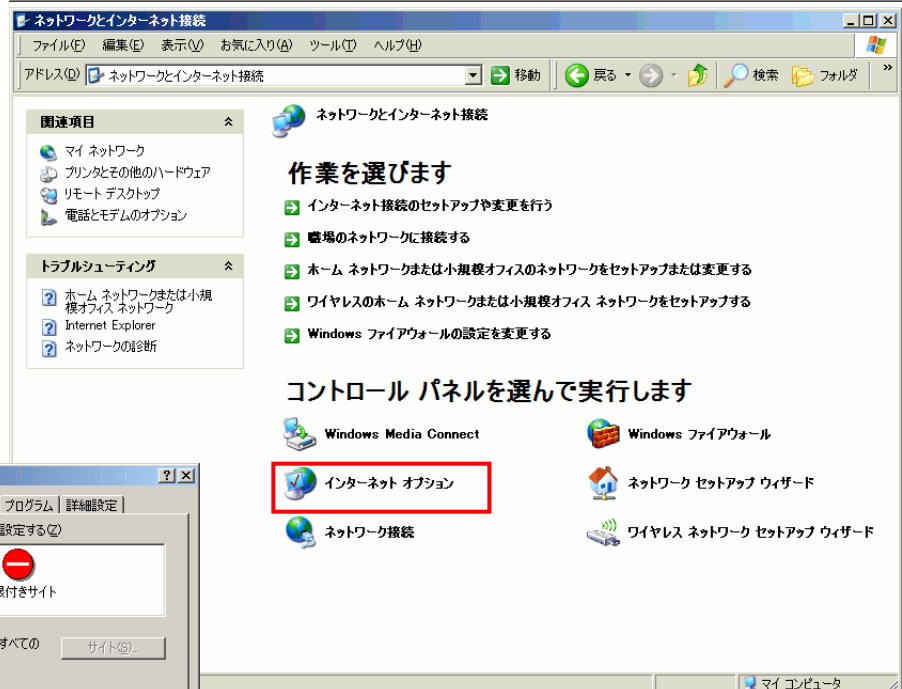 ネットワークとインターネット接続
ファイル(F) 編集(E) 表示(V) お気に入り(A) ツール(T) ヘルプ(H)
アドレス(D) ネットワークとインターネット接続 移動 戻る 検索 フォルダ »
関連項目
マイ ネットワーク
プリンタとその他のハードウェア
リモート デスクトップ
電話とモデムのオプション
トラブルシューティング
ホーム ネットワークまたは小規
模オフィス ネットワーク
Internet Explorer
ネットワークの診断
ネットワークとインターネット接続
作業を選びます
インターネット接続のセットアップや変更を行う
職場のネットワークに接続する
ホーム ネットワークまたは小規模オフィスのネットワークをセットアップまたは変更する
ワイヤレスのホーム ネットワークまたは小規模オフィス ネットワークをセットアップする
Windows ファイアウォールの設定を変更する
コントロール パネルを選んで実行します
Windows Media Connect
Windows ファイアウォール
インターネット オプション
ネットワーク セットアップ ウィザード
ネットワーク接続
ワイヤレス ネットワーク セットアップ ウィザード
プログラム 詳細設定
設定する(Z)
付きサイト
すべての サイト(S)...
マイ コンピュータ